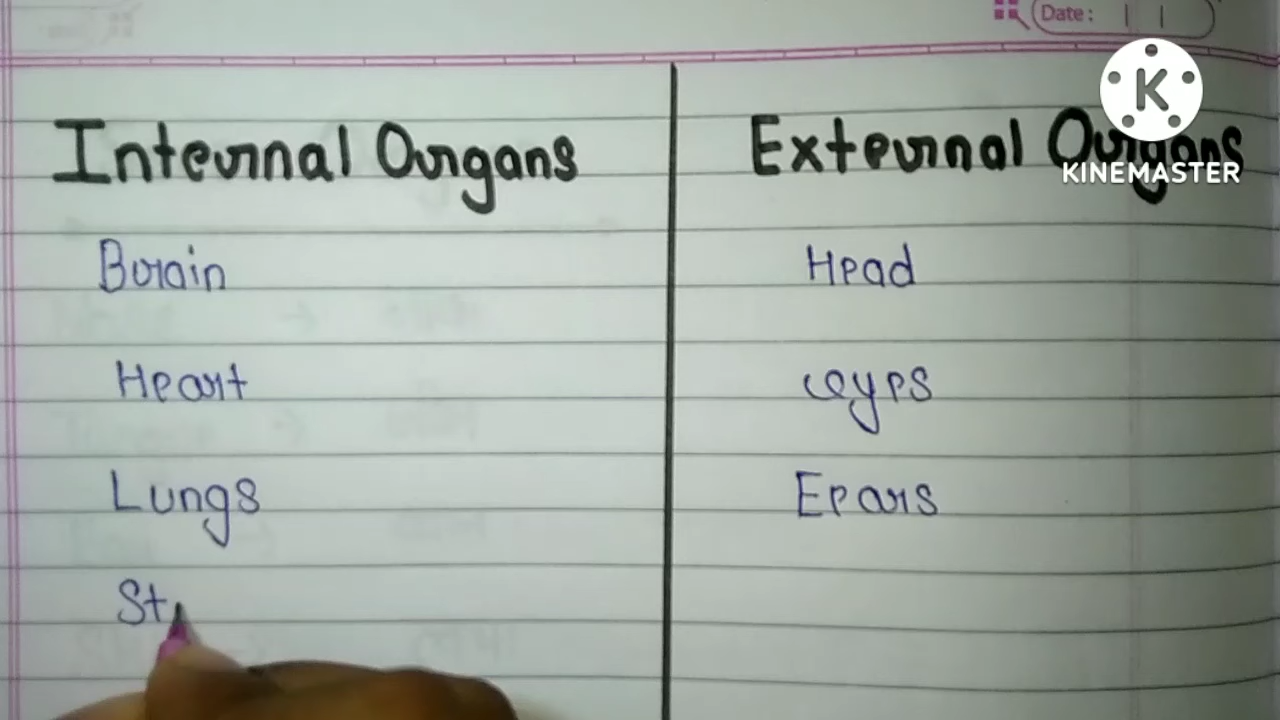 Date:
K
KINEMASTER
Internal Organs
External Organs
Brain
Head
Heart
eyes
Lungs
Ears
St